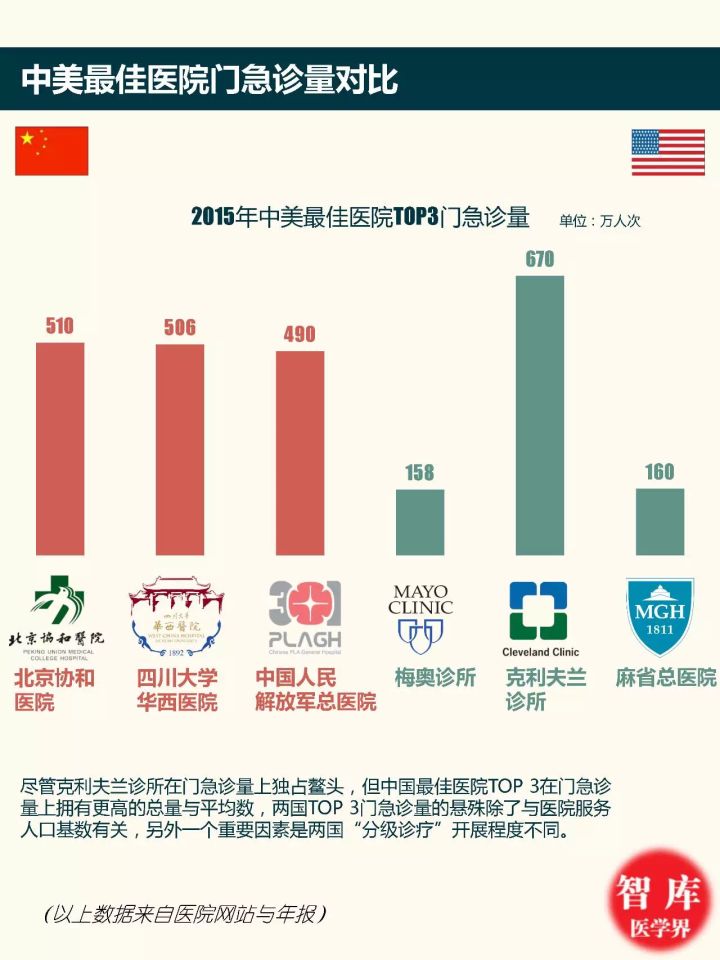 中美最佳医院门急诊量对比
2015年中美最佳医院TOP3门急诊量 单位：万人次
670
510
506
490
158
160
北京协和醫院
PEKING UNION MEDICAL
COLLEGE HOSPITAL
四川大学
華西醫院
WEST CHINA HOSPITAL
1892
301
PLAGH
Chinese PLA General Hospital
MAYO
CLINIC
Cleveland Clinic
MGH
1811
北京协和
医院
四川大学
华西医院
中国人民
解放军总医院
梅奥诊所
克利夫兰
诊所
麻省总医院
尽管克利夫兰诊所在门急诊量上独占鳌头，但中国最佳医院TOP 3在门急诊
量上拥有更高的总量与平均数，两国TOP 3门急诊量的悬殊除了与医院服务
人口基数有关，另外一个重要因素是两国“分级诊疗”开展程度不同。
(以上数据来自医院网站与年报）
智库
医学界